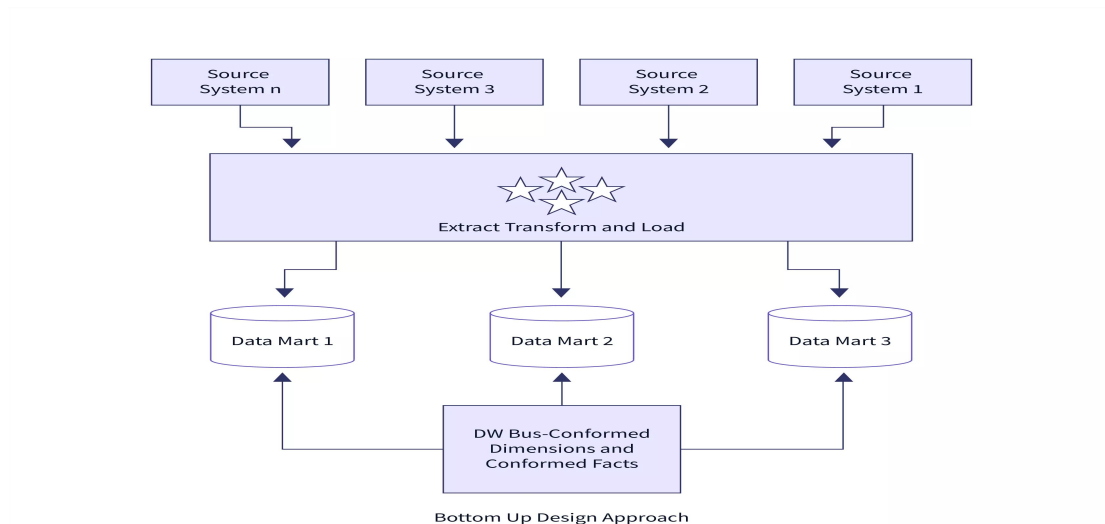 Source
System n
Source
System 3
Source
System 2
Source
System 1
Extract Transform and Load
Data Mart 1
Data Mart 2
Data Mart 3
DW Bus-Conformed
Dimensions and
Conformed Facts
Bottom Up Design Approach